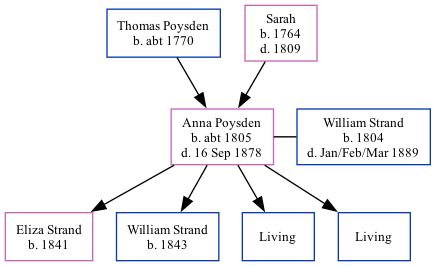 Thomas Poysden
b. abt 1770
Sarah
b. 1764
d. 1809
Anna Poysden
b. abt 1805
d. 16 Sep 1878
William Strand
b. 1804
d. Jan/Feb/Mar 1889
Eliza Strand
b. 1841
William Strand
b. 1843
Living
Living